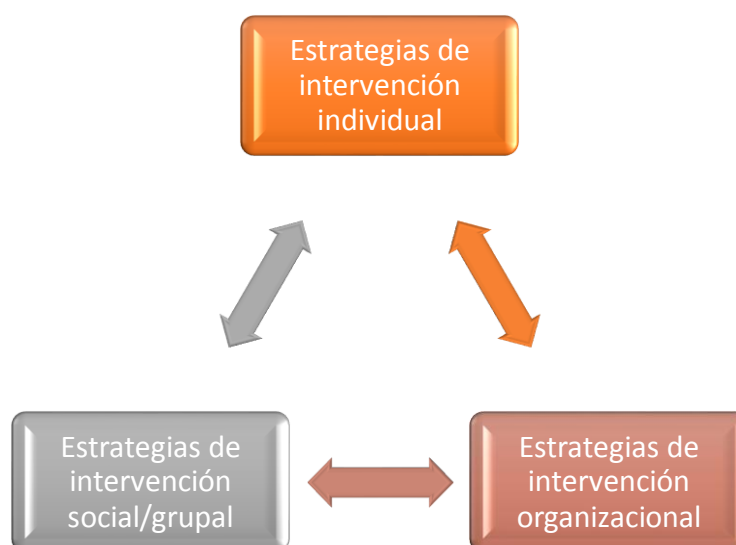 Estrategias de
intervención
individual
Estrategias de
intervención
social/grupal
Estrategias de
intervención
organizacional